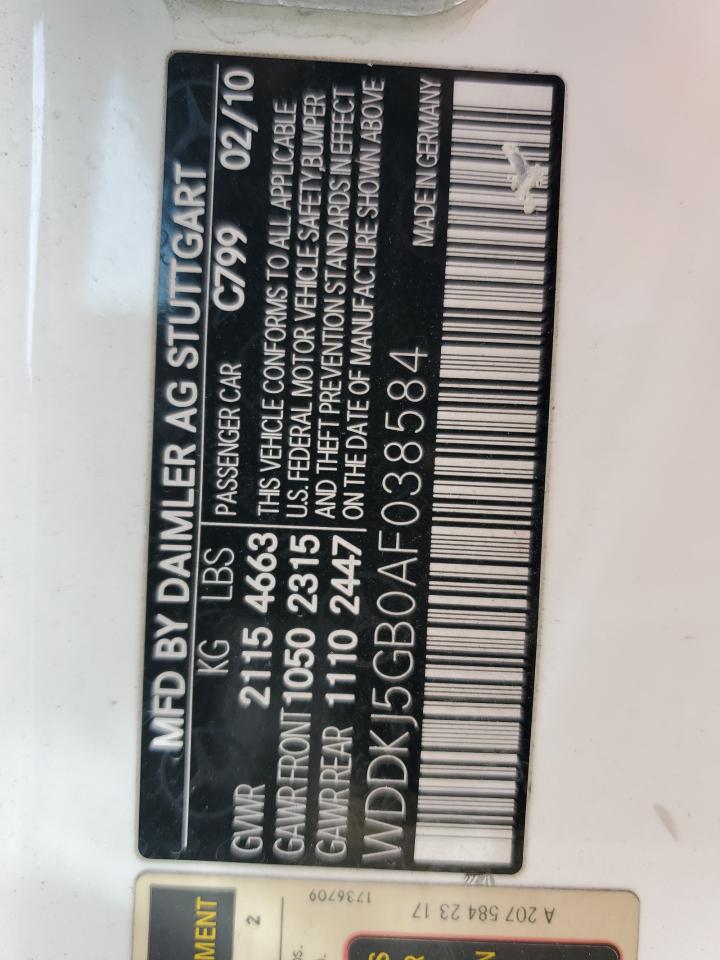 MFD BY DAIMLER AG STUTTGART
KG LBS PASSENGER CAR C799 02/10
GVWR 2115 4663 THIS VEHICLE CONFORMS TO ALL APPLICABLE
GAWR FRONT 1050 2315 U.S. FEDERAL MOTOR VEHICLE SAFETY,BUMPER
GAWR REAR 1110 2447 AND THEFT PREVENTION STANDARDS IN EFFECT
ON THE DATE OF MANUFACTURE SHOWN ABOVE
WDDKJ5GB0AF038584 MADE IN GERMANY
MENT
2
1736709
A 207 584 23 17